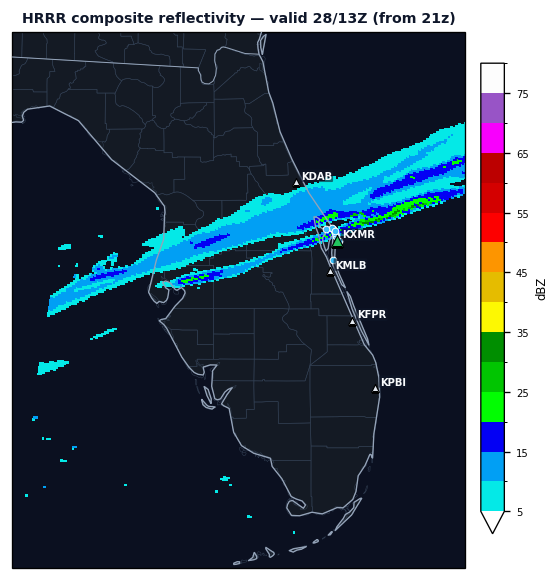 HRRR composite reflectivity — valid 28/13Z (from 21z)
KDAB
KXMR
KMLB
KFPR
KPBI
75
65
55
45
35
25
15
10
5
dBZ